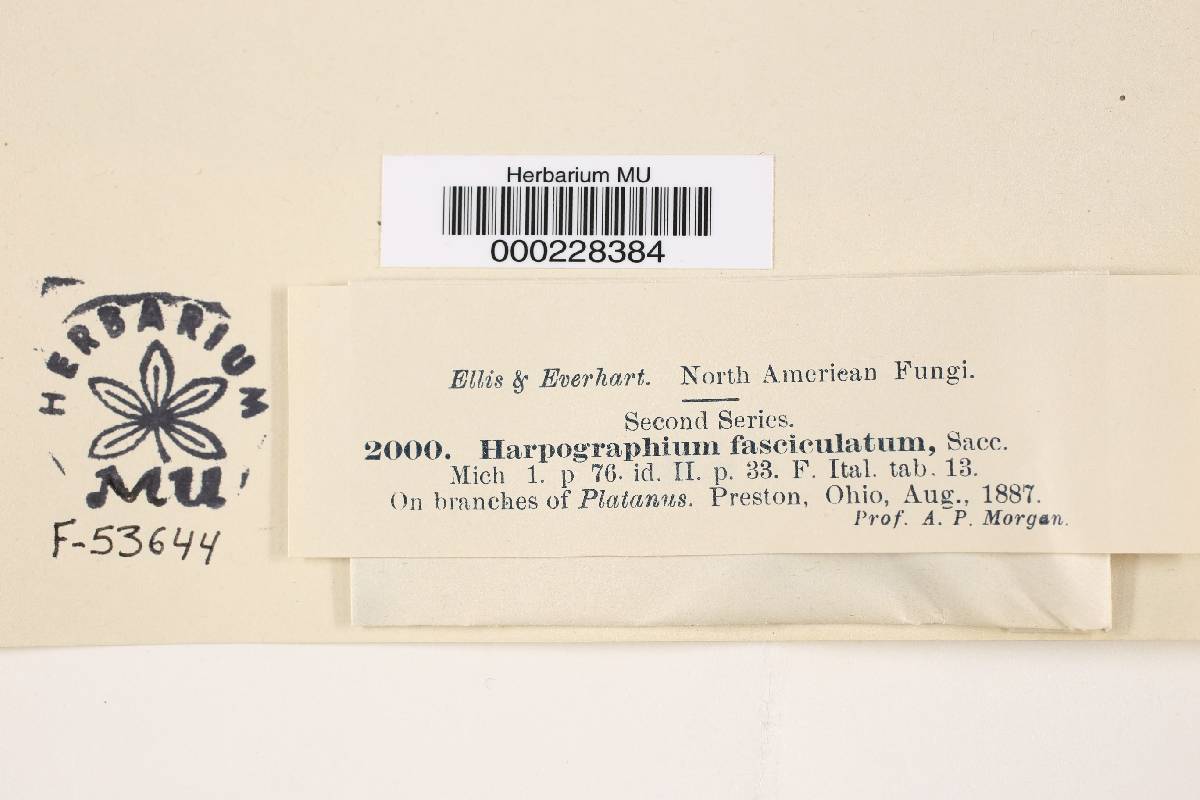 Herbarium MU
000228384
HERBARIUM
MU
F-53644
Ellis & Everhart. North American Fungi.
Second Series.
2000. Harpographium fasciculatum, Sacc.
Mich 1. p 76. id. II. p. 33. F. Ital. tab. 13.
On branches of Platanus. Preston, Ohio, Aug., 1887.
Prof. A. P. Morgan.